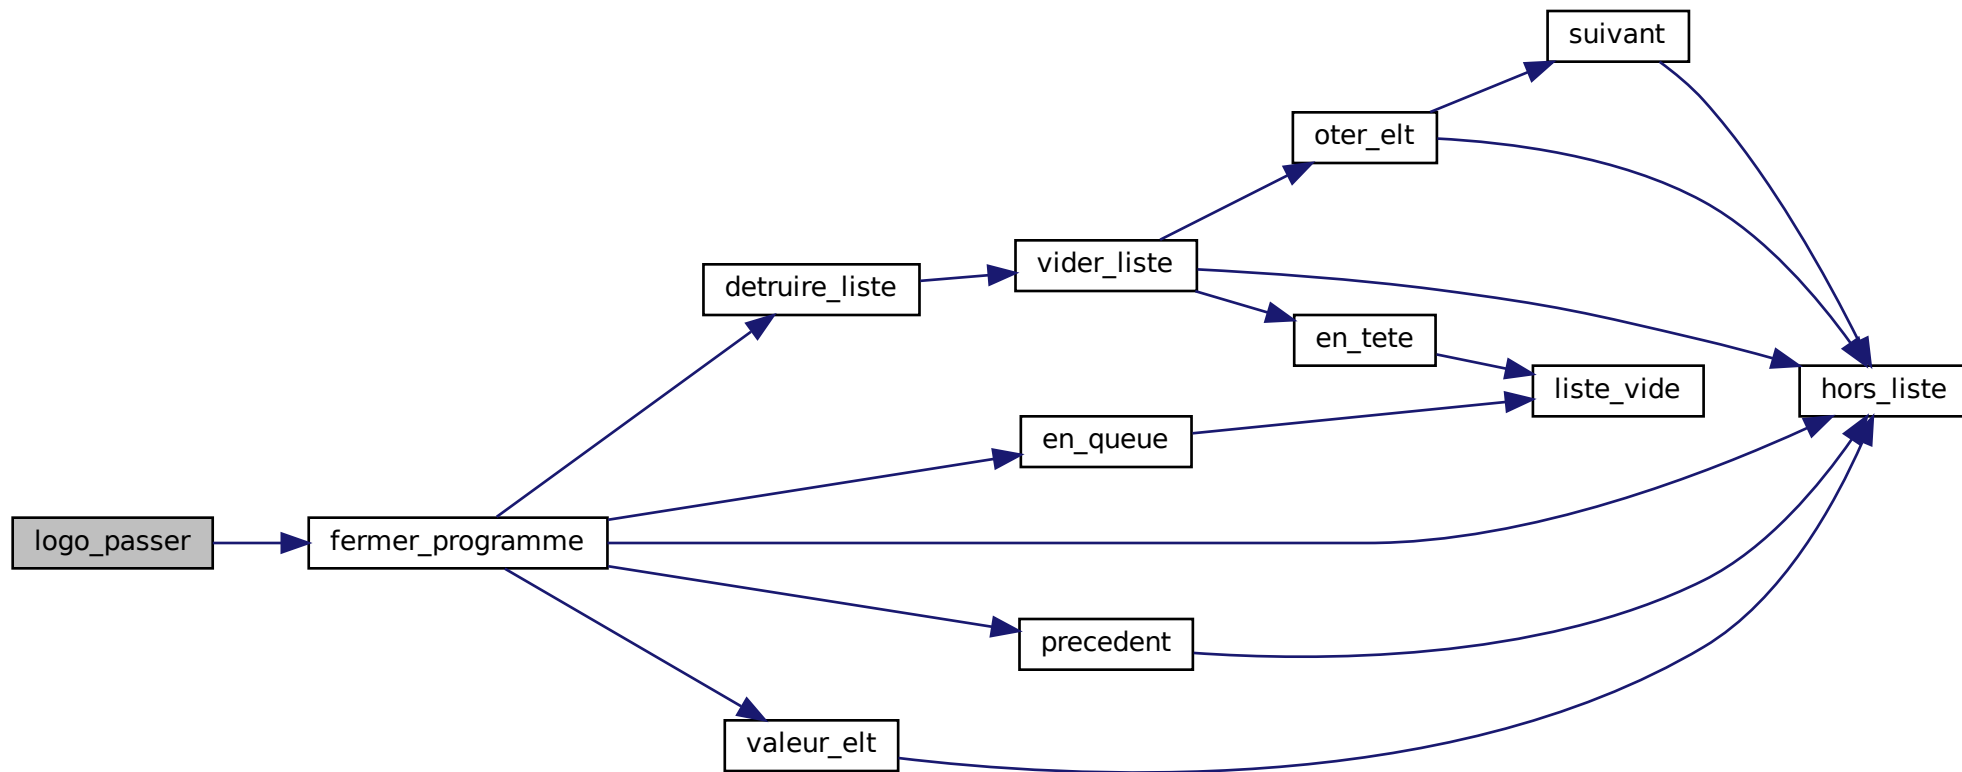 suivant
oter_elt
vider_liste
detruire_liste
en_tete
liste_vide
hors_liste
en_queue
logo_passer
fermer_programme
precedent
valeur_elt